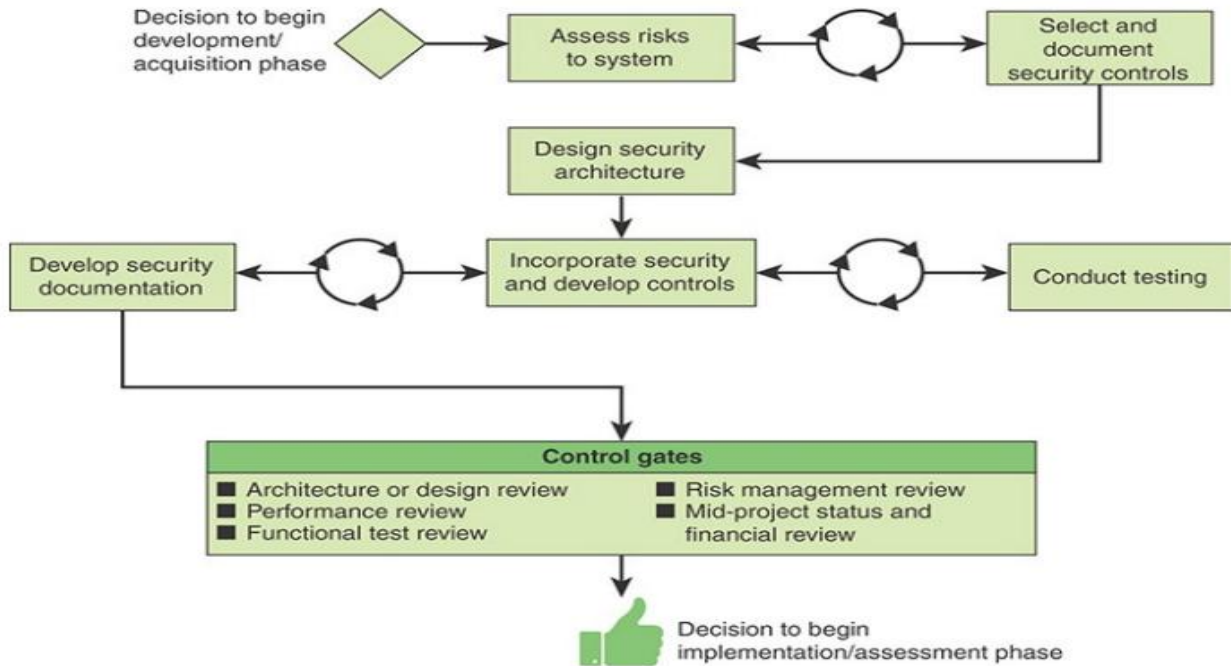 Decision to begin
development/
acquisition phase
Assess risks
to system
Select and
document
security controls
Design security
architecture
Develop security
documentation
Incorporate security
and develop controls
Conduct testing
Control gates
■ Architecture or design review
■ Performance review
■ Functional test review
■ Risk management review
■ Mid-project status and
financial review
Decision to begin
implementation/assessment phase